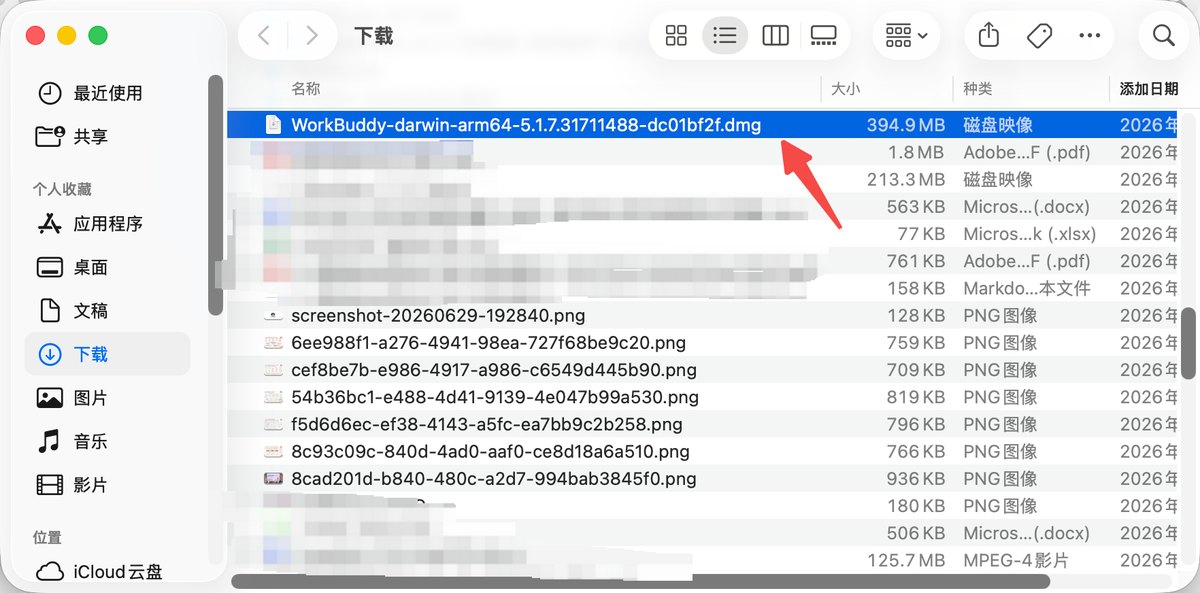 下载
最近使用
共享
个人收藏
应用程序
桌面
文稿
下载
图片
音乐
影片
位置
iCloud云盘
名称 大小 种类 添加日期
WorkBuddy-darwin-arm64-5.1.7.31711488-dc01bf2f.dmg 394.9 MB 磁盘映像 2026年
1.8 MB Adobe...F (.pdf) 2026年
213.3 MB 磁盘映像 2026年
563 KB Micros...(.docx) 2026年
77 KB Micros...k (.xlsx) 2026年
761 KB Adobe...F (.pdf) 2026年
158 KB Markdo...本文件 2026年
screenshot-20260629-192840.png 128 KB PNG图像 2026年
6ee988f1-a276-4941-98ea-727f68be9c20.png 759 KB PNG图像 2026年
cef8be7b-e986-4917-a986-c6549d445b90.png 709 KB PNG图像 2026年
54b36bc1-e488-4d41-9139-4e047b99a530.png 819 KB PNG图像 2026年
f5d6d6ec-ef38-4143-a5fc-ea7bb9c2b258.png 796 KB PNG图像 2026年
8c93c09c-840d-4ad0-aaf0-ce8d18a6a510.png 766 KB PNG图像 2026年
8cad201d-b840-480c-a2d7-994bab3845f0.png 936 KB PNG图像 2026年
180 KB PNG图像 2026年
506 KB Micros...(.docx) 2026年
125.7 MB MPEG-4影片 2026年